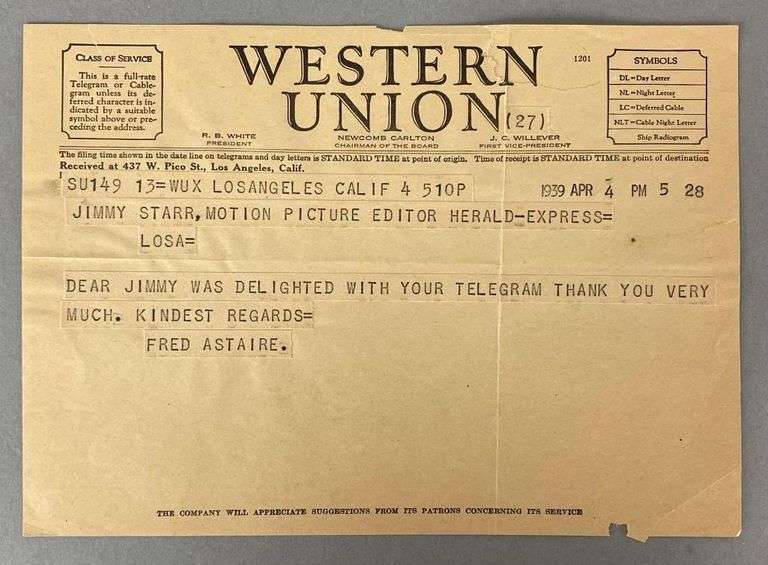 CLASS OF SERVICE
This is a full-rate
Telegram or Cable-
gram unless its de-
ferred character is in-
dicated by a suitable
symbol above or pre-
ceding the address.
WESTERN
UNION
(27)
1201
SYMBOLS
DL=Day Letter
NL=Night Letter
LC=Deferred Cable
NLT=Cable Night Letter
Ship Radiogram
R. B. WHITE
PRESIDENT
NEWCOMB CARLTON
CHAIRMAN OF THE BOARD
J. C. WILLEVER
FIRST VICE-PRESIDENT
The filing time shown in the date line on telegrams and day letters is STANDARD TIME at point of origin. Time of receipt is STANDARD TIME at point of destination
Received at 437 W. Pico St., Los Angeles, Calif.
SU149 13=WUX LOSANGELES CALIF 4 510P
1939 APR 4 PM 5 28
JIMMY STARR, MOTION PICTURE EDITOR HERALD-EXPRESS=
LOSA=
DEAR JIMMY WAS DELIGHTED WITH YOUR TELEGRAM THANK YOU VERY
MUCH. KINDEST REGARDS=
FRED ASTAIRE.
THE COMPANY WILL APPRECIATE SUGGESTIONS FROM ITS PATRONS CONCERNING ITS SERVICE